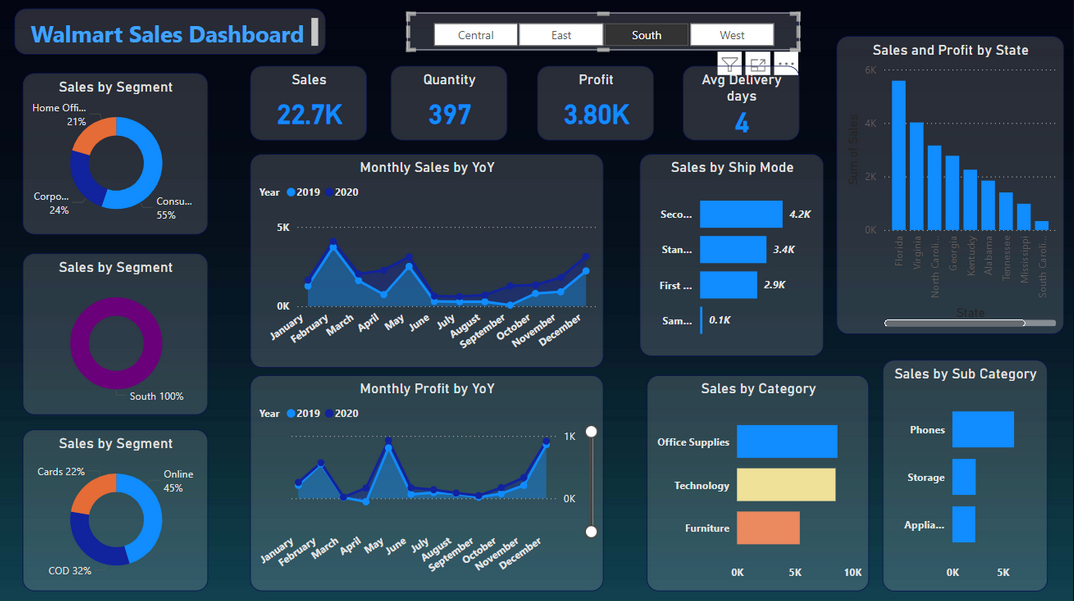 Walmart Sales Dashboard
Central East South West
Sales and Profit by State
6K
4K
2K
0K
Sum of Sales
Florida
Virginia
North Caroli...
Georgia
Kentucky
Alabama
Tennessee
Mississippi
South Caroli...
State
Sales by Segment
Home Offi...
21%
Corpo...
24%
Consu...
55%
Sales
22.7K
Quantity
397
Profit
3.80K
Avg Delivery
days
4
Monthly Sales by YoY
Year 2019 2020
5K
0K
January
February
March
April
May
June
July
August
September
October
November
December
Sales by Ship Mode
Seco... 4.2K
Stan... 3.4K
First ... 2.9K
Sam... 0.1K
Sales by Segment
South 100%
Monthly Profit by YoY
Year 2019 2020
1K
0K
January
February
March
April
May
June
July
August
September
October
November
December
Sales by Category
Office Supplies
Technology
Furniture
0K 5K 10K
Sales by Sub Category
Phones
Storage
Applia...
0K 5K
Sales by Segment
Cards 22%
Online
45%
COD 32%